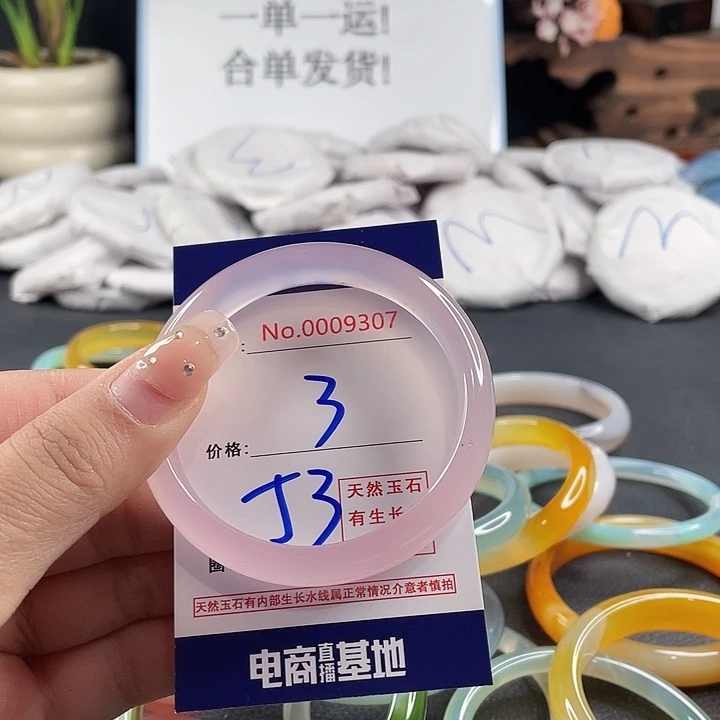 一单一运!
合单发货!
No.0009307
3
价格:
J3
天然玉石
有生长
圈
天然玉石有内部生长水线属正常情况介意者慎拍
电商直播基地